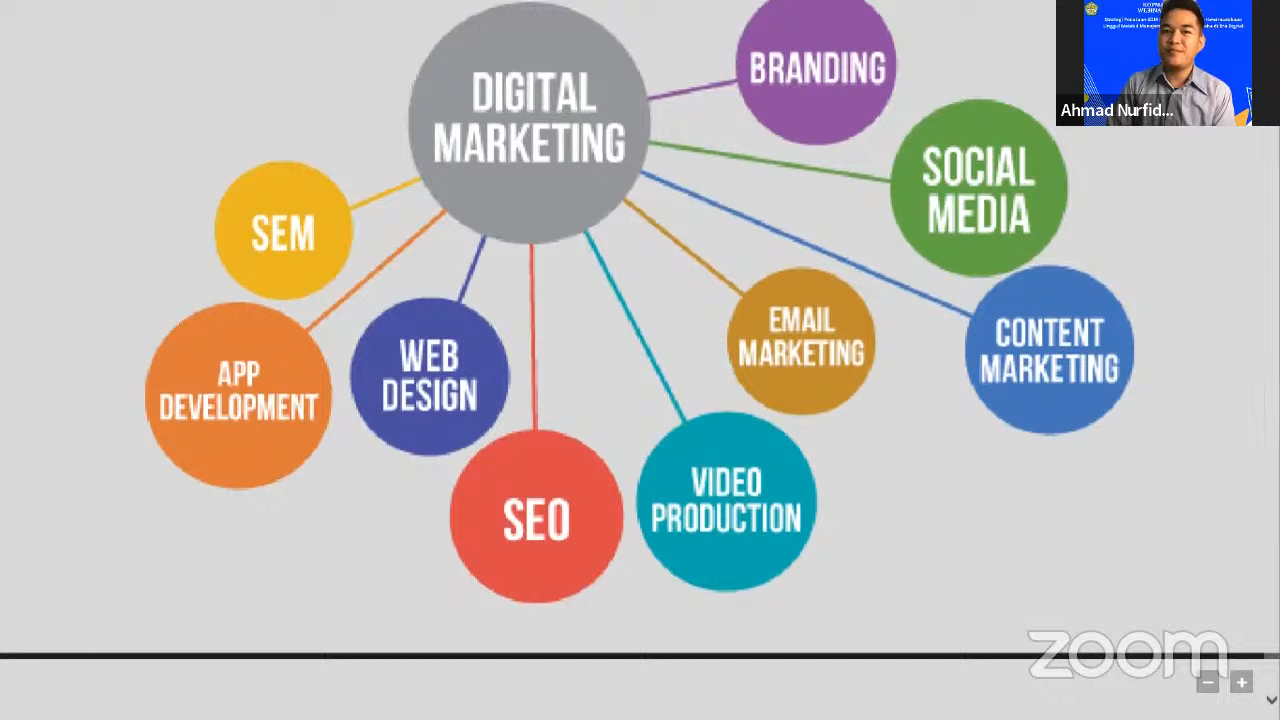 DIGITAL
MARKETING
BRANDING
SOCIAL
MEDIA
SEM
CONTENT
MARKETING
EMAIL
MARKETING
WEB
DESIGN
APP
DEVELOPMENT
SEO
VIDEO
PRODUCTION
Ahmad Nurfid...
zoom